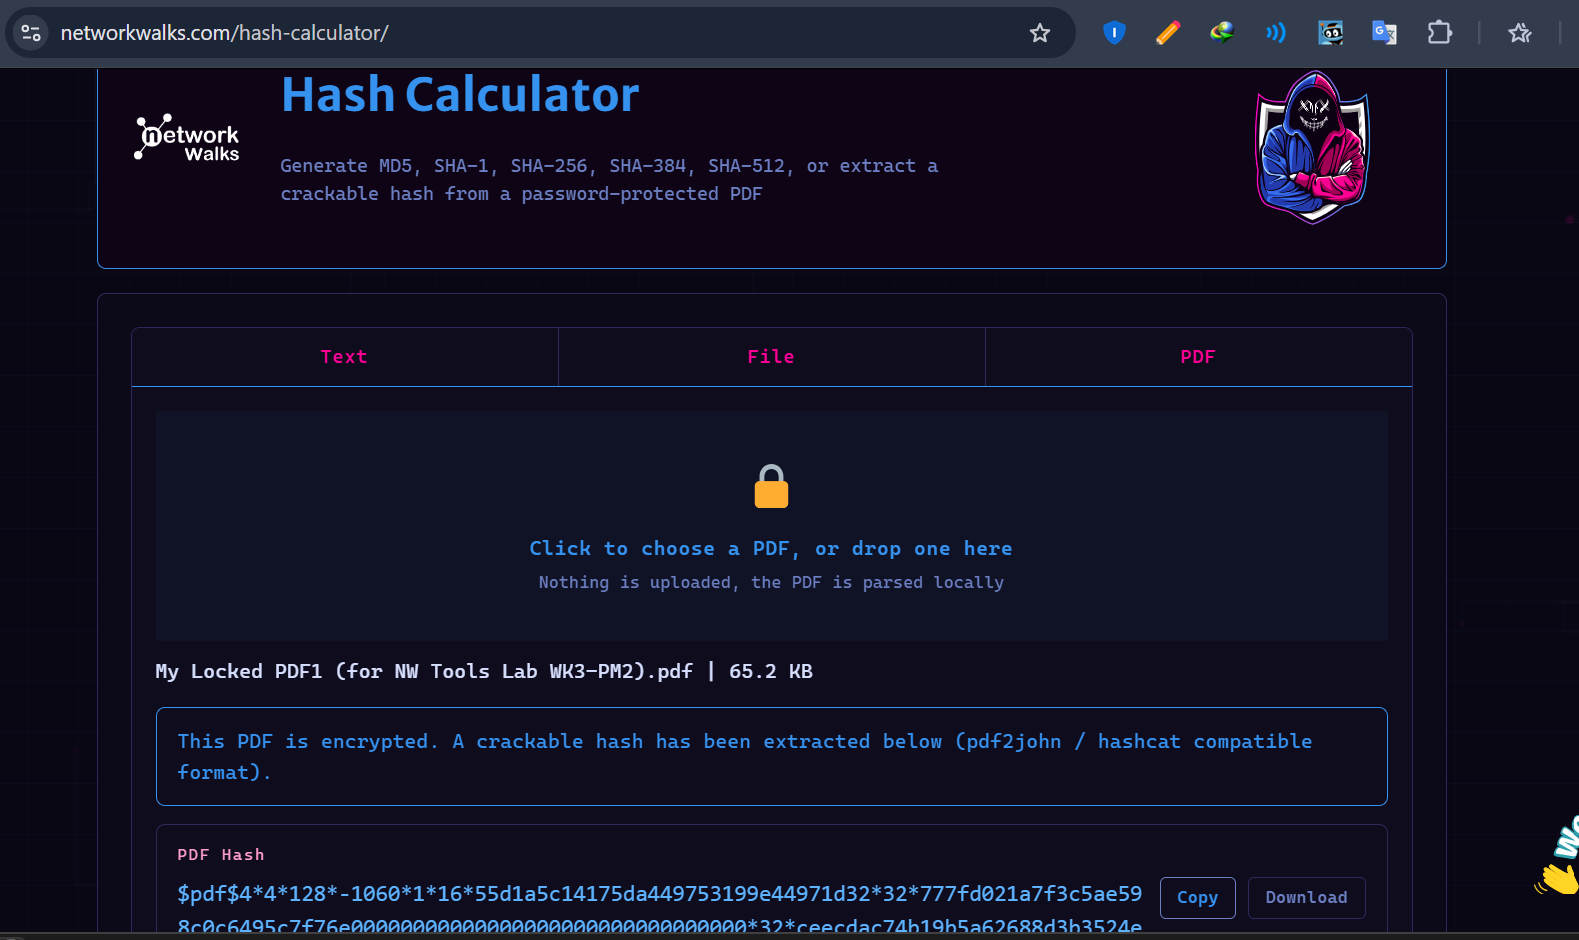 networkwalks.com/hash-calculator/
Hash Calculator
network
Walks
Generate MD5, SHA-1, SHA-256, SHA-384, SHA-512, or extract a
crackable hash from a password-protected PDF
Text
File
PDF
Click to choose a PDF, or drop one here
Nothing is uploaded, the PDF is parsed locally
My Locked PDF1 (for NW Tools Lab WK3-PM2).pdf | 65.2 KB
This PDF is encrypted. A crackable hash has been extracted below (pdf2john / hashcat compatible
format).
PDF Hash
$pdf$4*4*128*-1060*1*16*55d1a5c14175da449753199e44971d32*32*777fd021a7f3c5ae59
Copy
Download